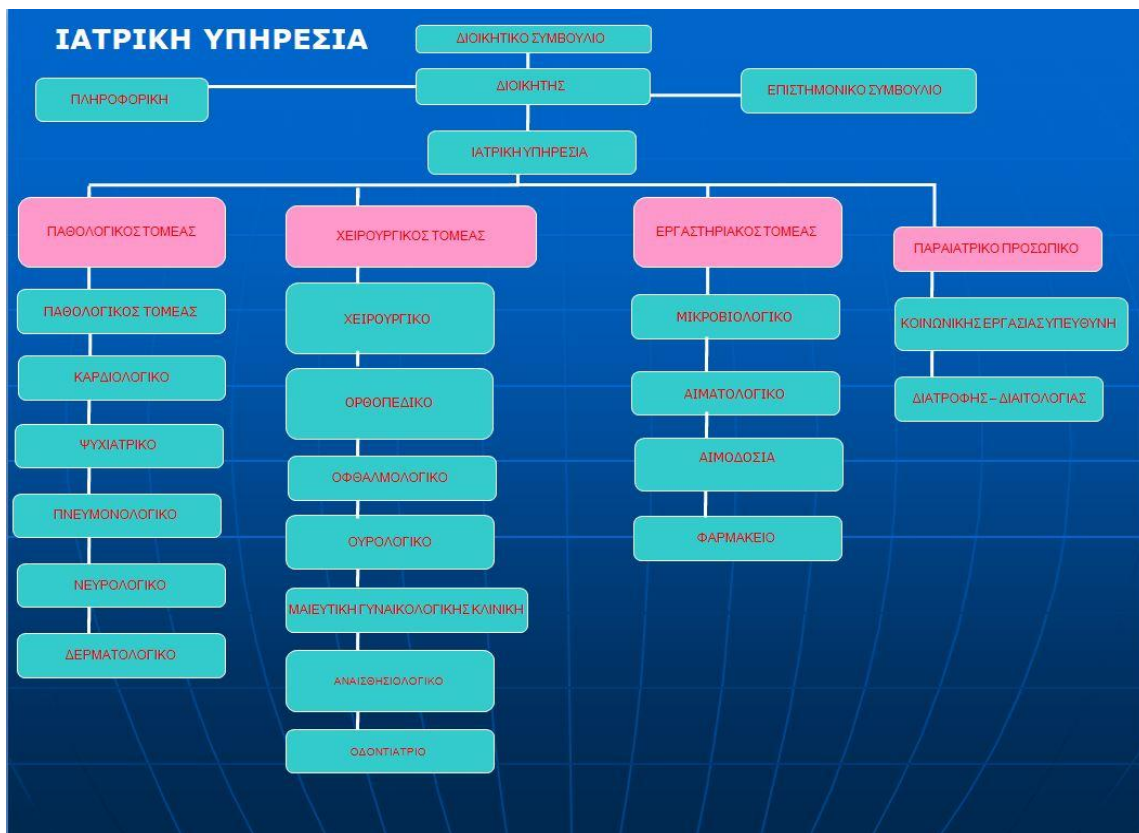 ΙΑΤΡΙΚΗ ΥΠΗΡΕΣΙΑ
ΔΙΟΙΚΗΤΙΚΟ ΣΥΜΒΟΥΛΙΟ
ΔΙΟΙΚΗΤΗΣ
ΠΛΗΡΟΦΟΡΙΚΗ
ΕΠΙΣΤΗΜΟΝΙΚΟ ΣΥΜΒΟΥΛΙΟ
ΙΑΤΡΙΚΗ ΥΠΗΡΕΣΙΑ
ΠΑΘΟΛΟΓΙΚΟΣ ΤΟΜΕΑΣ
ΠΑΘΟΛΟΓΙΚΟΣ ΤΟΜΕΑΣ
ΚΑΡΔΙΟΛΟΓΙΚΟ
ΨΥΧΙΑΤΡΙΚΟ
ΠΝΕΥΜΟΝΟΛΟΓΙΚΟ
ΝΕΥΡΟΛΟΓΙΚΟ
ΔΕΡΜΑΤΟΛΟΓΙΚΟ
ΧΕΙΡΟΥΡΓΙΚΟΣ ΤΟΜΕΑΣ
ΧΕΙΡΟΥΡΓΙΚΟ
ΟΡΘΟΠΕΔΙΚΟ
ΟΦΘΑΛΜΟΛΟΓΙΚΟ
ΟΥΡΟΛΟΓΙΚΟ
ΜΑΙΕΥΤΙΚΗ ΓΥΝΑΙΚΟΛΟΓΙΚΗΣ ΚΛΙΝΙΚΗ
ΑΝΑΙΣΘΗΣΙΟΛΟΓΙΚΟ
ΟΔΟΝΤΙΑΤΡΙΟ
ΕΡΓΑΣΤΗΡΙΑΚΟΣ ΤΟΜΕΑΣ
ΜΙΚΡΟΒΙΟΛΟΓΙΚΟ
ΑΙΜΑΤΟΛΟΓΙΚΟ
ΑΙΜΟΔΟΣΙΑ
ΦΑΡΜΑΚΕΙΟ
ΠΑΡΑΙΑΤΡΙΚΟ ΠΡΟΣΩΠΙΚΟ
ΚΟΙΝΩΝΙΚΗΣ ΕΡΓΑΣΙΑΣ ΥΠΕΥΘΥΝΗ
ΔΙΑΤΡΟΦΗΣ – ΔΙΑΙΤΟΛΟΓΙΑΣ